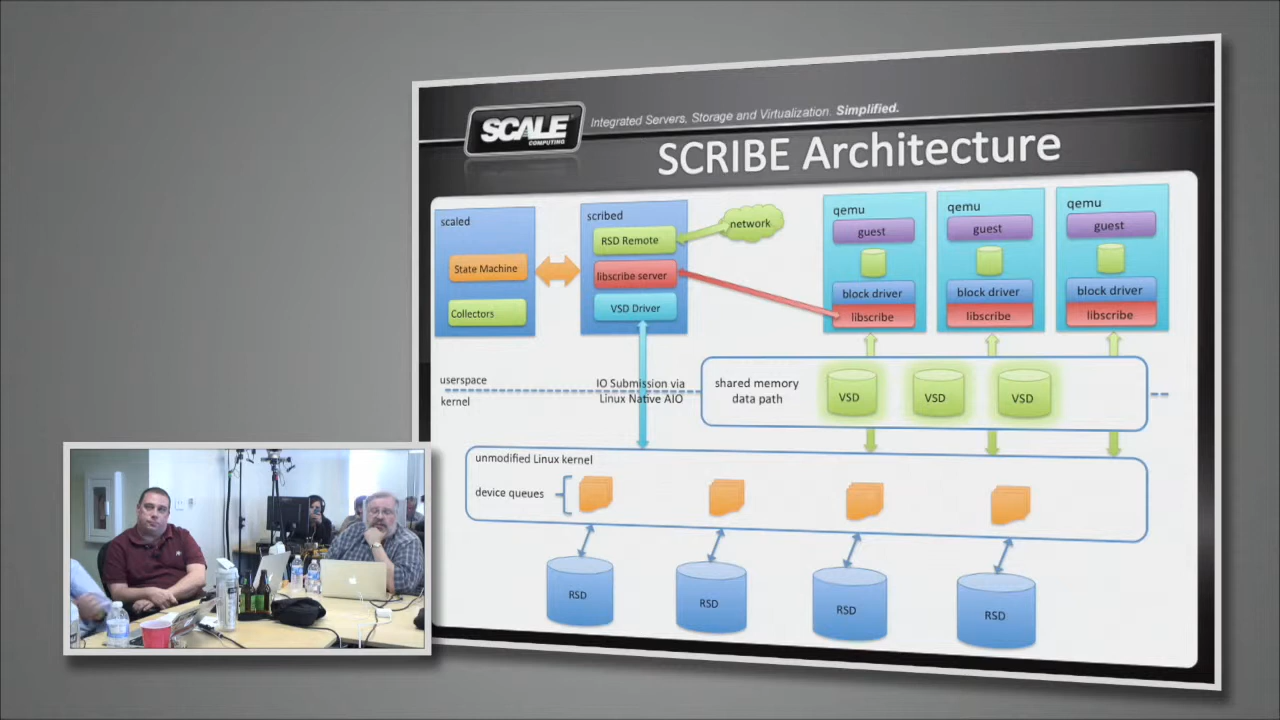 SCALE
COMPUTING
Integrated Servers, Storage and Virtualization. Simplified.
SCRIBE Architecture
scaled
State Machine
Collectors
scribed
RSD Remote
libscribe server
VSD Driver
network
qemu
guest
block driver
libscribe
qemu
guest
block driver
libscribe
qemu
guest
block driver
libscribe
userspace
kernel
IO Submission via
Linux Native AIO
shared memory
data path
VSD
VSD
VSD
unmodified Linux kernel
device queues
RSD
RSD
RSD
RSD